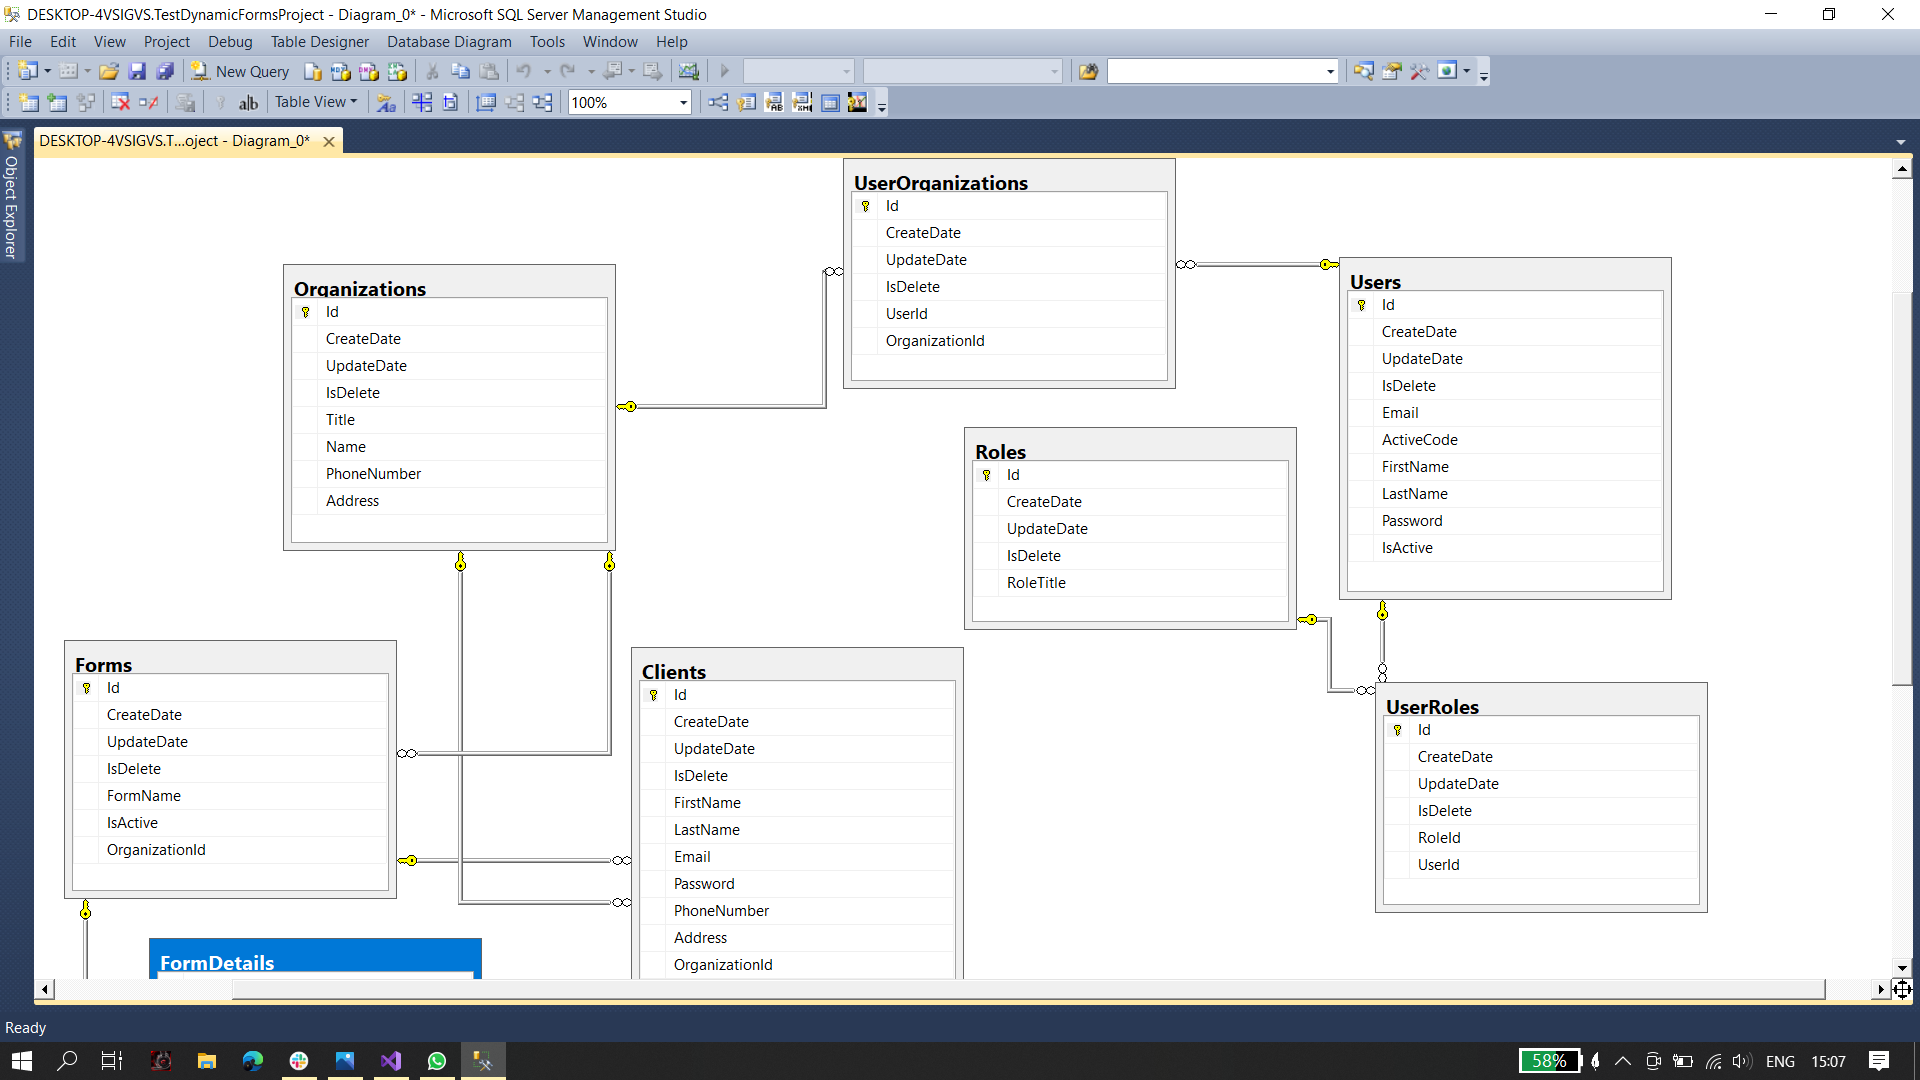 DESKTOP-4VSIGVS.TestDynamicFormsProject - Diagram_0* - Microsoft SQL Server Management Studio
File Edit View Project Debug Table Designer Database Diagram Tools Window Help
New Query
Table View 100%
DESKTOP-4VSIGVS.T...oject - Diagram_0*
Object Explorer
UserOrganizations
Id
CreateDate
UpdateDate
IsDelete
UserId
OrganizationId
Organizations
Id
CreateDate
UpdateDate
IsDelete
Title
Name
PhoneNumber
Address
Users
Id
CreateDate
UpdateDate
IsDelete
Email
ActiveCode
FirstName
LastName
Password
IsActive
Roles
Id
CreateDate
UpdateDate
IsDelete
RoleTitle
Forms
Id
CreateDate
UpdateDate
IsDelete
FormName
IsActive
OrganizationId
Clients
Id
CreateDate
UpdateDate
IsDelete
FirstName
LastName
Email
Password
PhoneNumber
Address
OrganizationId
UserRoles
Id
CreateDate
UpdateDate
IsDelete
RoleId
UserId
FormDetails
Ready
58% ENG 15:07